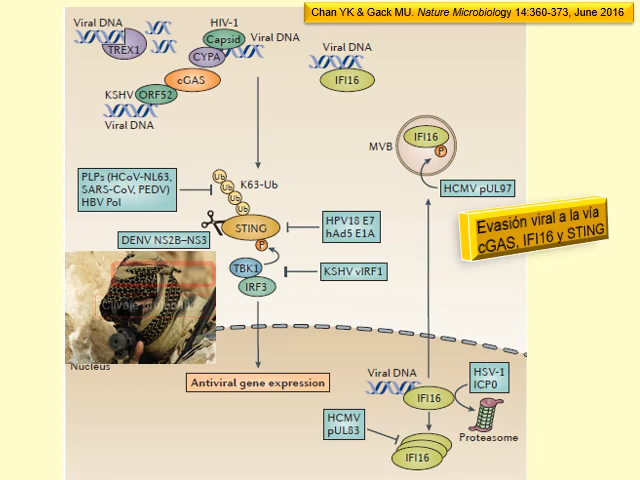 Chan YK & Gack MU. Nature Microbiology 14:360-373, June 2016
Viral DNA
TREX1
HIV-1
Capsid
CYPA
Viral DNA
cGAS
KSHV
ORF52
Viral DNA
Viral DNA
IFI16
MVB
IFI16
P
HCMV pUL97
PLPs (HCoV-NL63,
SARS-CoV, PEDV)
HBV Pol
Ub
Ub
Ub
Ub
K63-Ub
STING
P
HPV18 E7
hAd5 E1A
Evasión viral a la vía
cGAS, IFI16 y STING
DENV NS2B–NS3
TBK1
IRF3
KSHV vIRF1
Nucleus
Antiviral gene expression
Viral DNA
IFI16
HSV-1
ICP0
Proteasome
HCMV
pUL83
IFI16